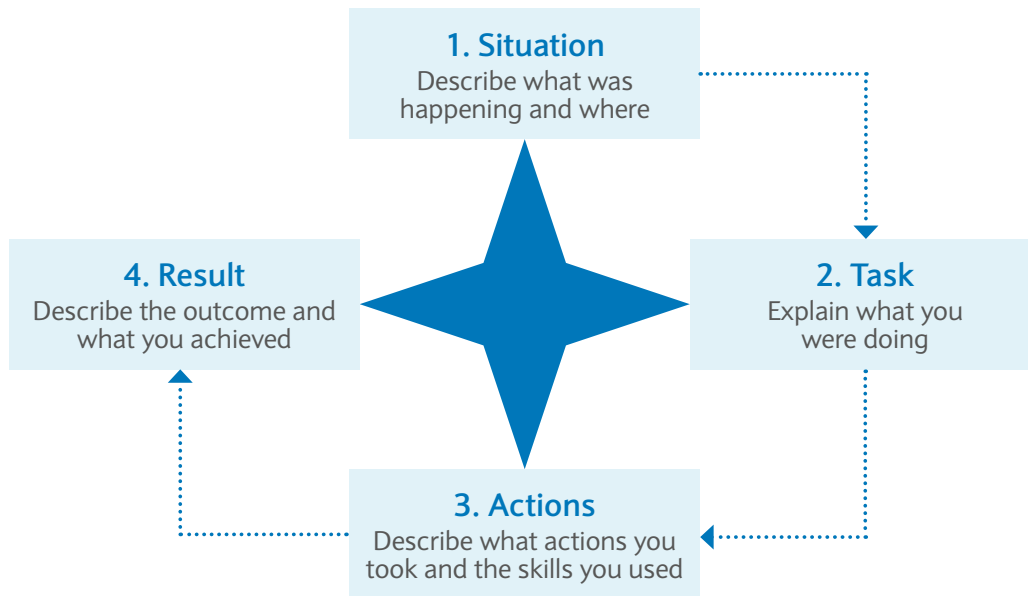 1. Situation
Describe what was
happening and where
2. Task
Explain what you
were doing
3. Actions
Describe what actions you
took and the skills you used
4. Result
Describe the outcome and
what you achieved